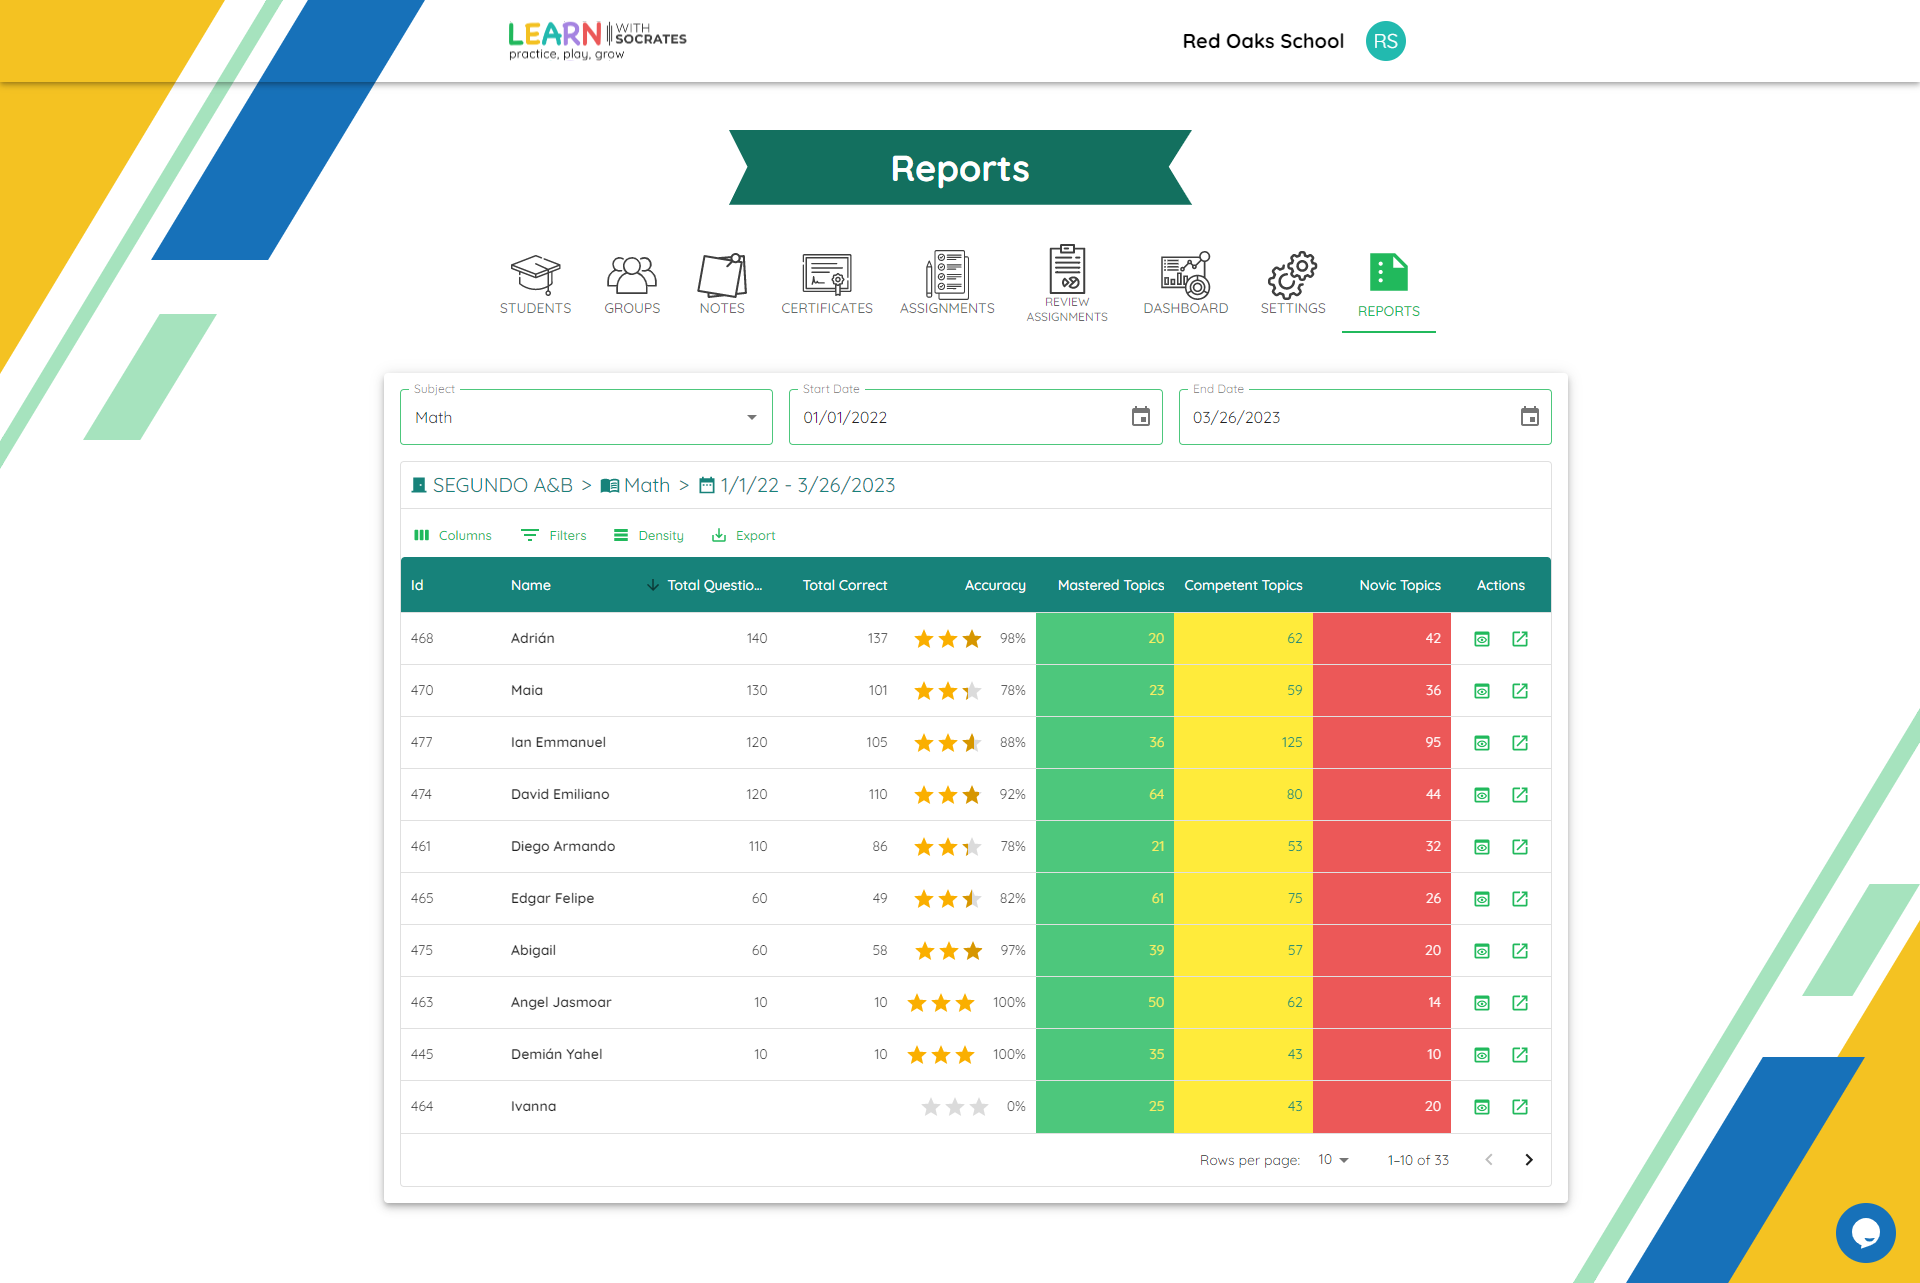 LEARN WITH SOCRATES
practice, play, grow
Red Oaks School RS
Reports
STUDENTS GROUPS NOTES CERTIFICATES ASSIGNMENTS REVIEW ASSIGNMENTS DASHBOARD SETTINGS REPORTS
Subject Start Date End Date
Math 01/01/2022 03/26/2023
SEGUNDO A&B > Math > 1/1/22 - 3/26/2023
Columns Filters Density Export
Id Name Total Questio... Total Correct Accuracy Mastered Topics Competent Topics Novic Topics Actions
468 Adrián 140 137 98% 20 62 42
470 Maia 130 101 78% 23 59 36
477 Ian Emmanuel 120 105 88% 36 125 95
474 David Emiliano 120 110 92% 64 80 44
461 Diego Armando 110 86 78% 21 53 32
465 Edgar Felipe 60 49 82% 61 75 26
475 Abigail 60 58 97% 39 57 20
463 Angel Jasmoar 10 10 100% 50 62 14
445 Demián Yahel 10 10 100% 35 43 10
464 Ivanna 0% 25 43 20
Rows per page: 10 1–10 of 33